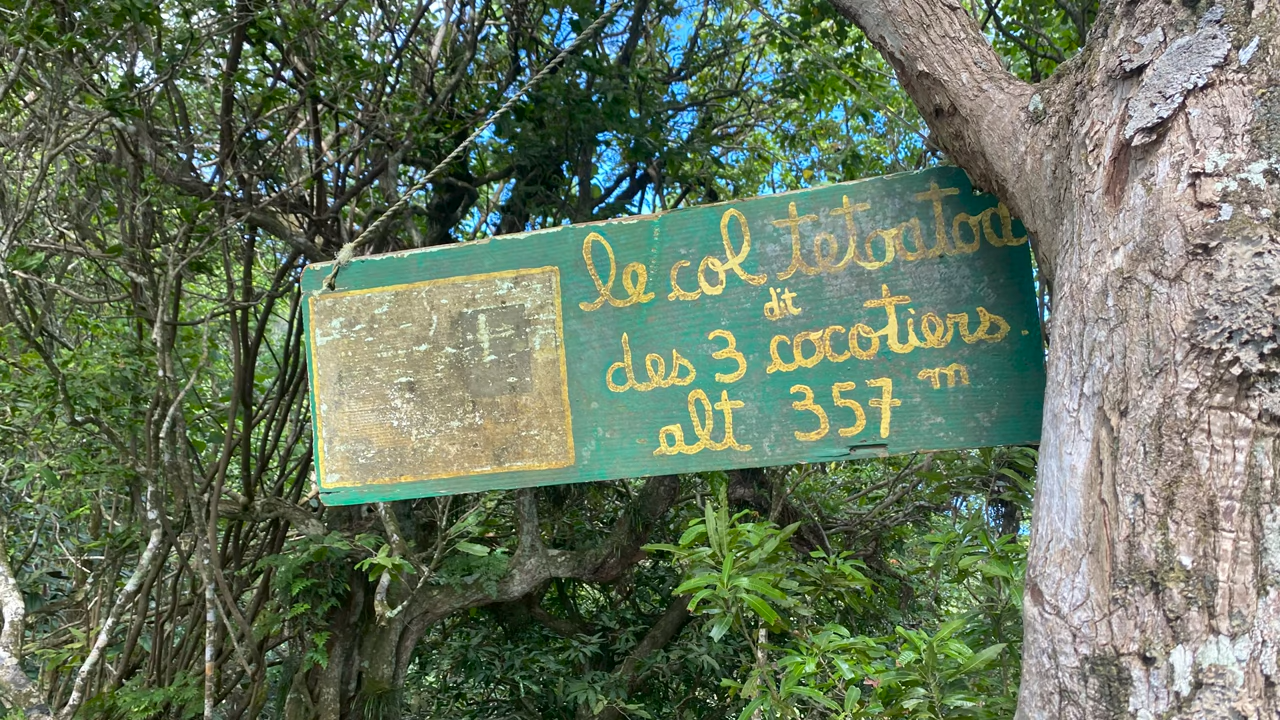 le col tetoatoa
dit
des 3 cocotiers.
alt 357 m